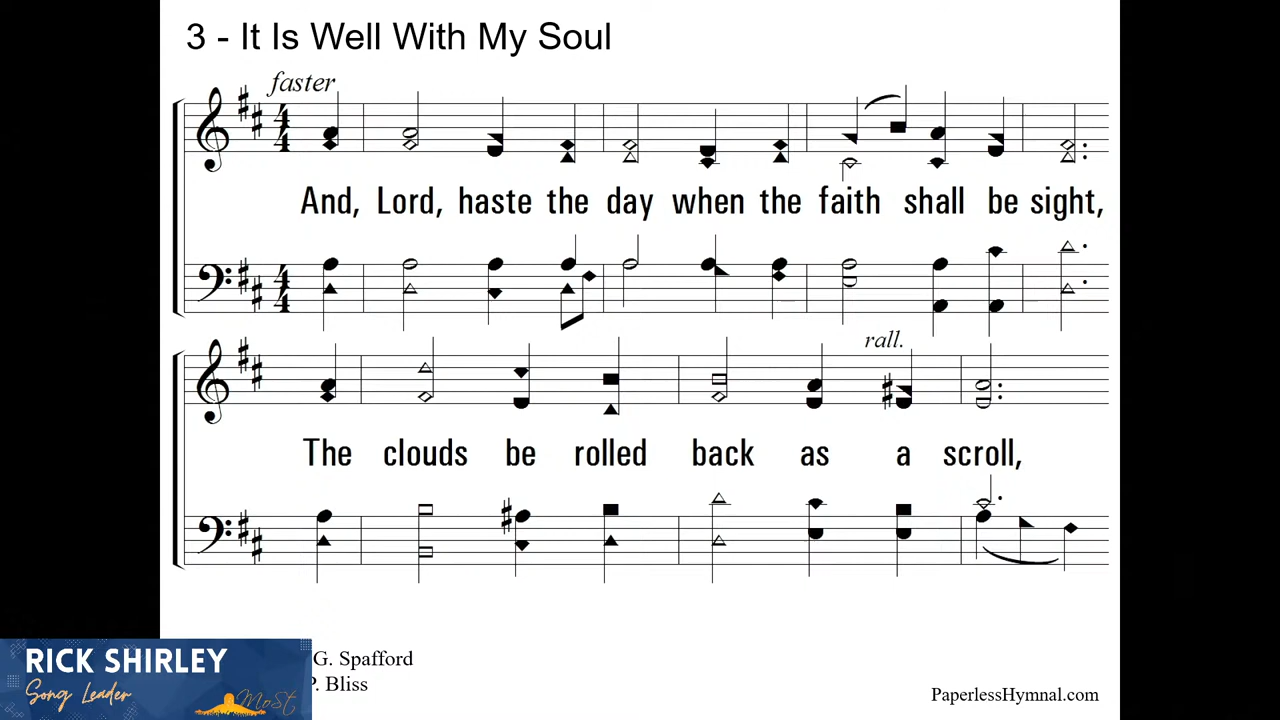 3 - It Is Well With My Soul
faster
And, Lord, haste the day when the faith shall be sight,
rall.
The clouds be rolled back as a scroll,
RICK SHIRLEY
Song Leader
MoSt
G. Spafford
P. Bliss
PaperlessHymnal.com